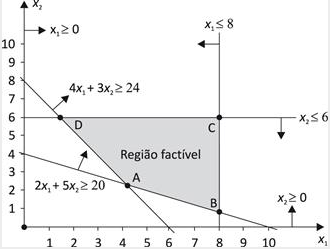 x₂
x₁ ≥ 0
x₁ ≤ 8
10
9
8
4x₁ + 3x₂ ≥ 24
7
6
x₂ ≤ 6
D
C
5
4
Região factível
3
2x₁ + 5x₂ ≥ 20
A
2
x₂ ≥ 0
B
1
1 2 3 4 5 6 7 8 9 10
x₁